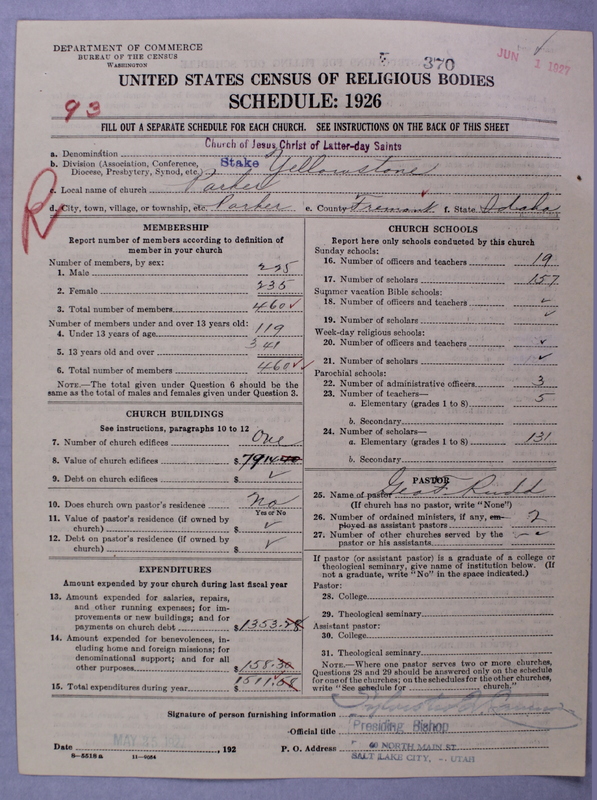 DEPARTMENT OF COMMERCE
BUREAU OF THE CENSUS
WASHINGTON
370
JUN 1 1927
UNITED STATES CENSUS OF RELIGIOUS BODIES
SCHEDULE: 1926
93
FILL OUT A SEPARATE SCHEDULE FOR EACH CHURCH. SEE INSTRUCTIONS ON THE BACK OF THIS SHEET
a. Denomination Church of Jesus Christ of Latter-day Saints
b. Division (Association, Conference, Diocese, Presbytery, Synod, etc.) Stake Yellowstone
c. Local name of church Parker
d. City, town, village, or township, etc. Parker e. County Fremont f. State Idaho
R
MEMBERSHIP
Report number of members according to definition of
member in your church
Number of members, by sex:
1. Male 225
2. Female 235
3. Total number of members 460 ✓
Number of members under and over 13 years old:
4. Under 13 years of age 119
5. 13 years old and over 341
6. Total number of members 460 ✓
NOTE.—The total given under Question 6 should be
same as the total of males and females given under Question 3.
CHURCH BUILDINGS
See instructions, paragraphs 10 to 12
7. Number of church edifices One
8. Value of church edifices $7914
9. Debt on church edifices $ ✓
10. Does church own pastor's residence No
Yes or No
11. Value of pastor's residence (if owned by
church) $ ✓
12. Debt on pastor's residence (if owned by
church) $ ✓
EXPENDITURES
Amount expended by your church during last fiscal year
13. Amount expended for salaries, repairs,
and other running expenses; for im-
provements or new buildings; and for
payments on church debt $1353.
14. Amount expended for benevolences,
including home and foreign missions; for
denominational support; and for all
other purposes $158.30
15. Total expenditures during year $1511.
CHURCH SCHOOLS
Report here only schools conducted by this church
Sunday schools:
16. Number of officers and teachers 19
17. Number of scholars 157
Summer vacation Bible schools:
18. Number of officers and teachers ✓
19. Number of scholars ✓
Week-day religious schools:
20. Number of officers and teachers ✓
21. Number of scholars ✓
Parochial schools:
22. Number of administrative officers 3
23. Number of teachers—
a. Elementary (grades 1 to 8) 5
b. Secondary
24. Number of scholars—
a. Elementary (grades 1 to 8) 131
b. Secondary
PASTOR
25. Name of pastor Geo F. Rudd
(If church has no pastor, write "None")
26. Number of ordained ministers, if any, em-
ployed as assistant pastors 2
27. Number of other churches served by the
pastor or his assistants
If pastor (or assistant pastor) is a graduate of a college or
theological seminary, give name of institution below. (If
not a graduate, write "No" in the space indicated.)
Pastor:
28. College
29. Theological seminary
Assistant pastor:
30. College
31. Theological seminary
NOTE.—Where one pastor serves two or more churches,
Questions 28 and 29 should be answered only on the schedule
for one of the churches; on the schedules for the other churches,
write "See schedule for church."
Signature of person furnishing information
Official title Presiding Bishop
Date , 192 P. O. Address 40 NORTH MAIN ST
SALT LAKE CITY, UTAH
8—5518a 11—9054